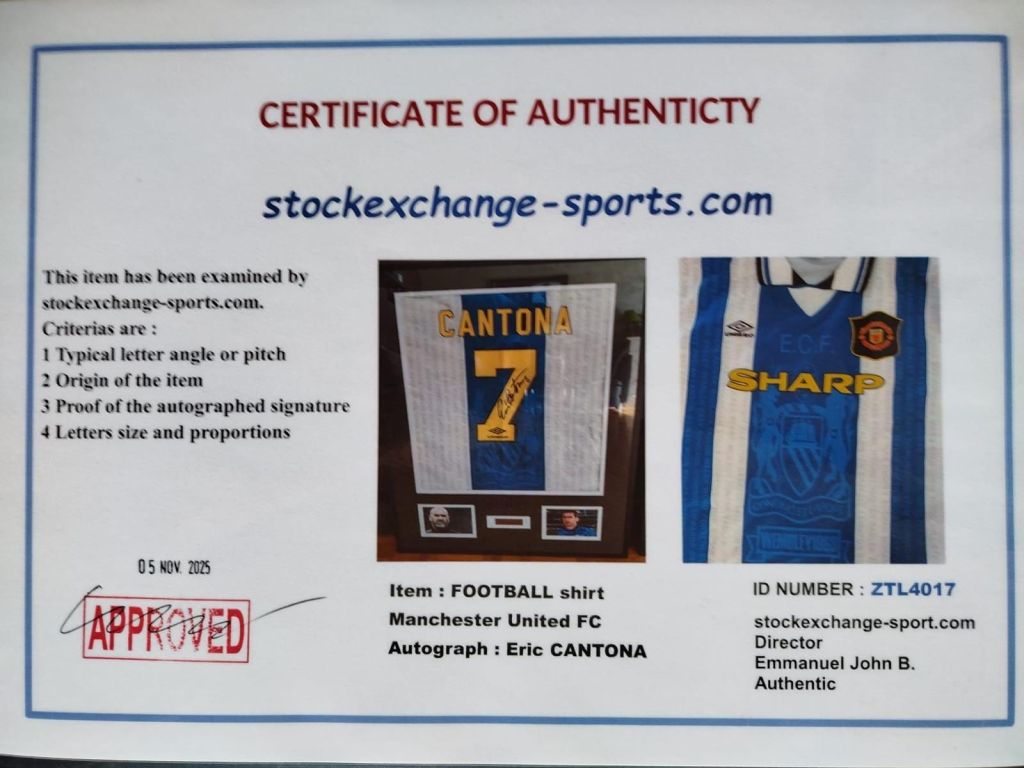 CERTIFICATE OF AUTHENTICTY
stockexchange-sports.com
This item has been examined by
stockexchange-sports.com.
Criterias are :
1 Typical letter angle or pitch
2 Origin of the item
3 Proof of the autographed signature
4 Letters size and proportions
CANTONA
7
UMBRO
E.C.F.
SHARP
05 NOV. 2025
APPROVED
Item : FOOTBALL shirt
Manchester United FC
Autograph : Eric CANTONA
ID NUMBER : ZTL4017
stockexchange-sport.com
Director
Emmanuel John B.
Authentic